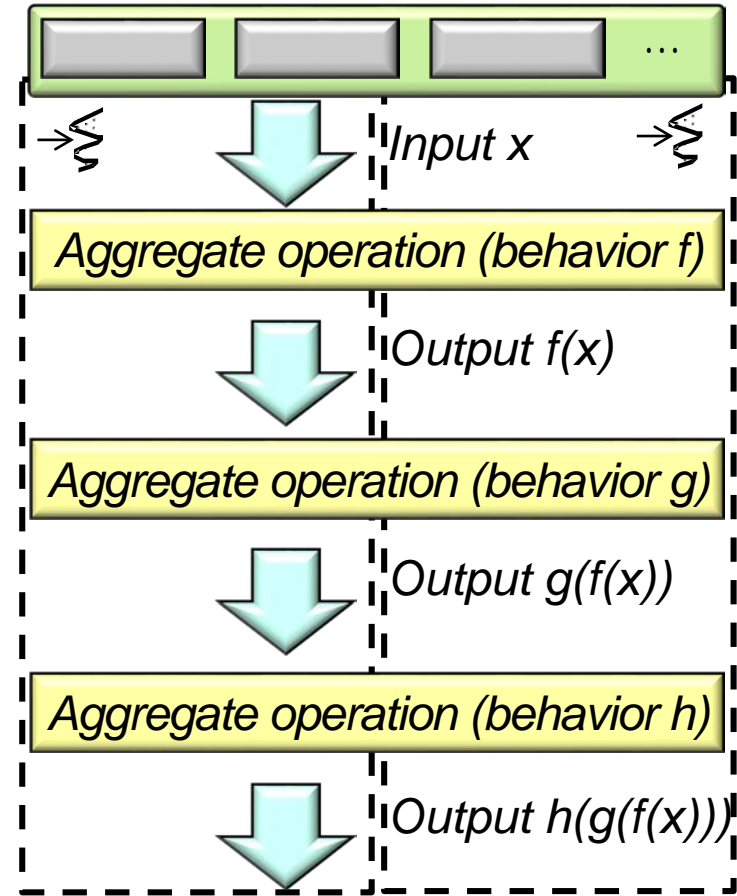 ...
Input x
Aggregate operation (behavior f)
Output f(x)
Aggregate operation (behavior g)
Output g(f(x))
Aggregate operation (behavior h)
Output h(g(f(x)))